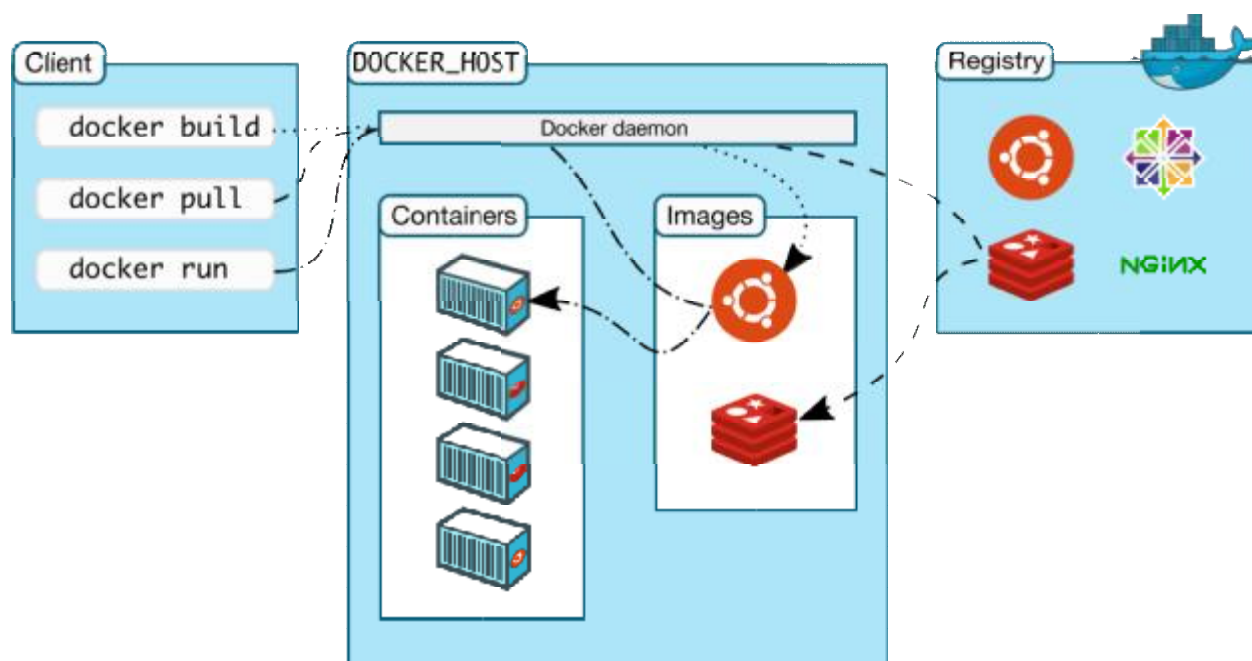 Client
docker build
docker pull
docker run
DOCKER_HOST
Docker daemon
Containers
Images
Registry
NGiNX